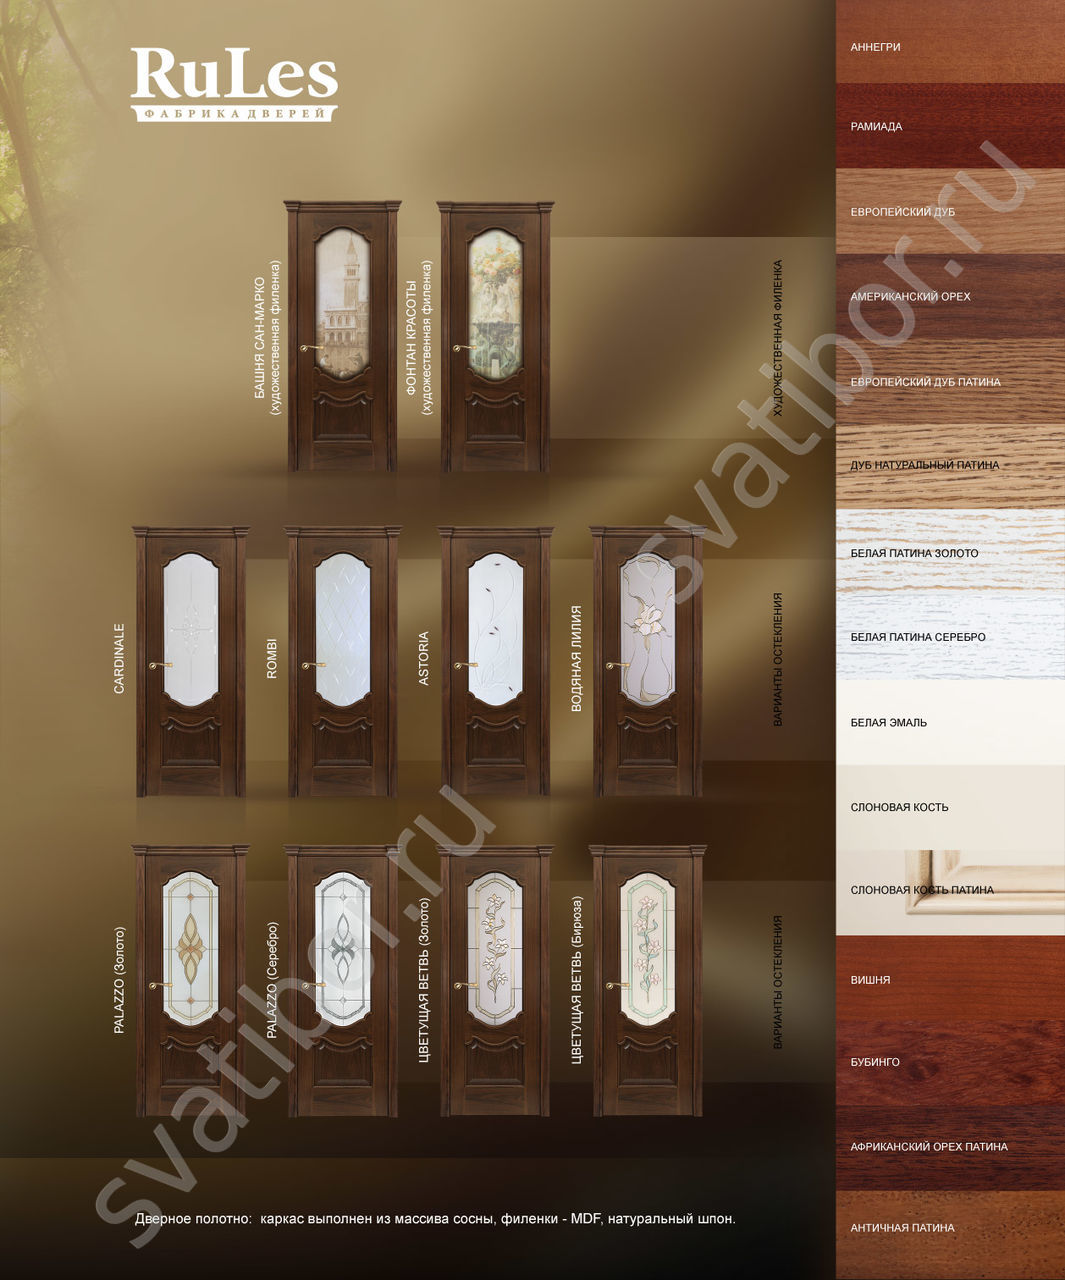 RuLes
ФАБРИКА ДВЕРЕЙ
БАШНЯ САН-МАРКО
(художественная филенка)
ФОНТАН КРАСОТЫ
(художественная филенка)
ХУДОЖЕСТВЕННАЯ ФИЛЕНКА
CARDINALE
ROMBI
ASTORIA
ВОДЯНАЯ ЛИЛИЯ
ВАРИАНТЫ ОСТЕКЛЕНИЯ
PALAZZO (Золото)
PALAZZO (Серебро)
ЦВЕТУЩАЯ ВЕТВЬ (Золото)
ЦВЕТУЩАЯ ВЕТВЬ (Бирюза)
ВАРИАНТЫ ОСТЕКЛЕНИЯ
Дверное полотно: каркас выполнен из массива сосны, филенки - MDF, натуральный шпон.
АННЕГРИ
РАМИАДА
ЕВРОПЕЙСКИЙ ДУБ
АМЕРИКАНСКИЙ ОРЕХ
ЕВРОПЕЙСКИЙ ДУБ ПАТИНА
ДУБ НАТУРАЛЬНЫЙ ПАТИНА
БЕЛАЯ ПАТИНА ЗОЛОТО
БЕЛАЯ ПАТИНА СЕРЕБРО
БЕЛАЯ ЭМАЛЬ
СЛОНОВАЯ КОСТЬ
СЛОНОВАЯ КОСТЬ ПАТИНА
ВИШНЯ
БУБИНГО
АФРИКАНСКИЙ ОРЕХ ПАТИНА
АНТИЧНАЯ ПАТИНА
svatibor.ru
svatibor.ru